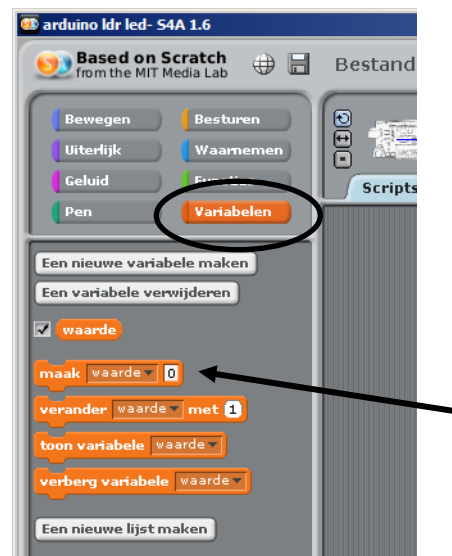 arduino ldr led- S4A 1.6
Based on Scratch
from the MIT Media Lab
Bestand
Bewegen
Besturen
Uiterlijk
Waarnemen
Geluid
Pen
Variabelen
Scripts
Een nieuwe variabele maken
Een variabele verwijderen
waarde
maak waarde 0
verander waarde met 1
toon variabele waarde
verberg variabele waarde
Een nieuwe lijst maken